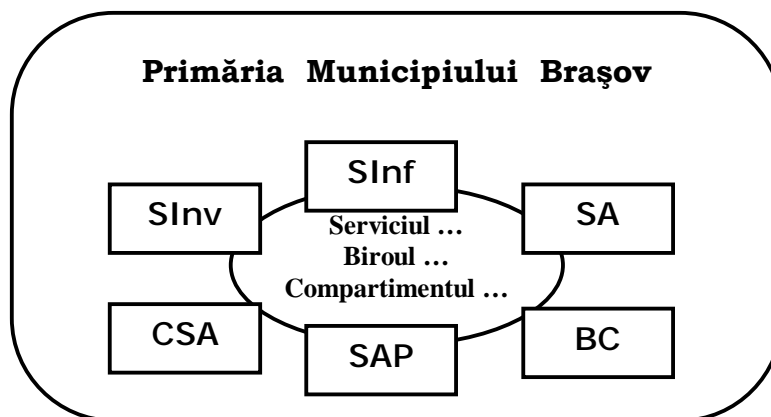 Primăria Municipiului Braşov
SInf
SInv
SA
Serviciul …
Biroul …
Compartimentul …
CSA
SAP
BC